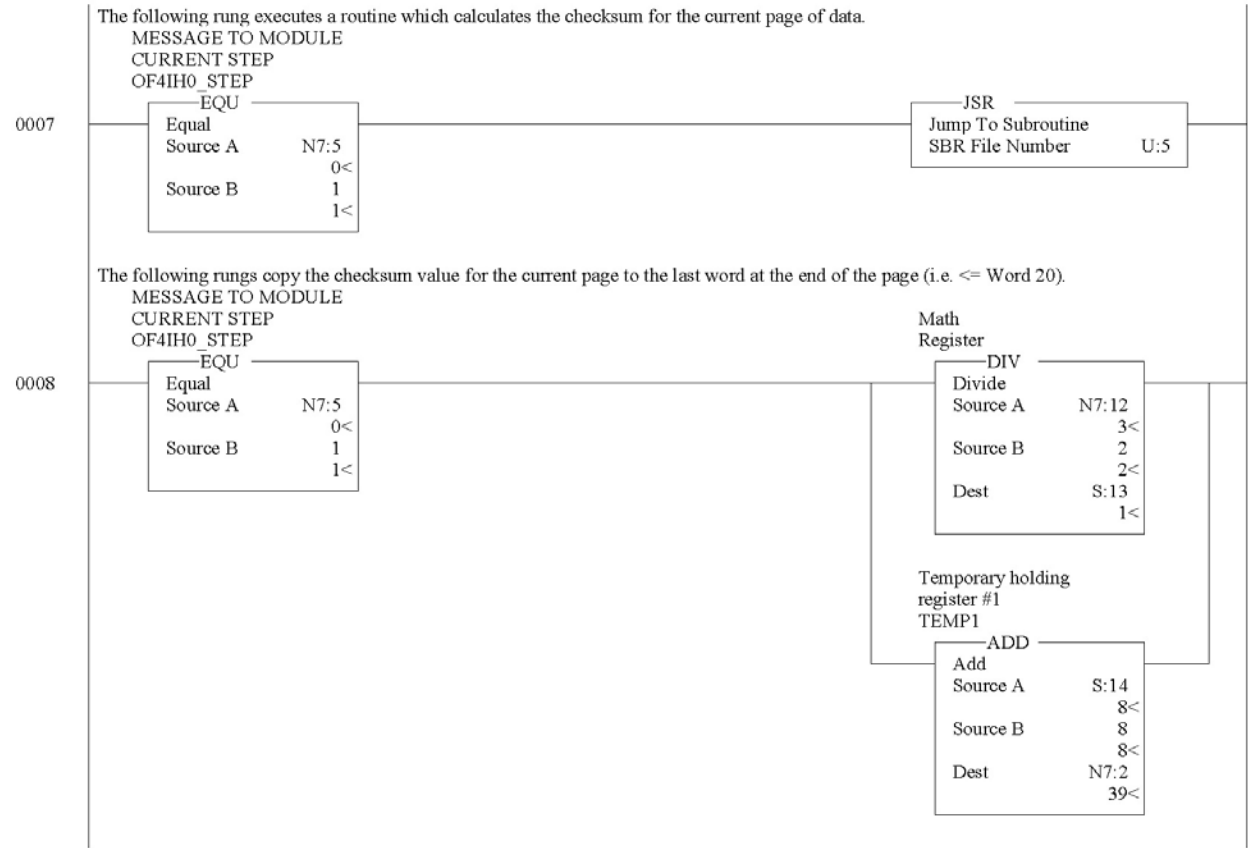 The following rung executes a routine which calculates the checksum for the current page of data.
MESSAGE TO MODULE
CURRENT STEP
OF4IH0_STEP
EQU
JSR
0007
Equal
Jump To Subroutine
Source A N7:5
SBR File Number U:5
0<
Source B 1
1<
The following rungs copy the checksum value for the current page to the last word at the end of the page (i.e. <= Word 20).
MESSAGE TO MODULE
CURRENT STEP
Math
OF4IH0_STEP
Register
EQU
DIV
0008
Equal
Divide
Source A N7:5
Source A N7:12
0<
3<
Source B 1
Source B 2
1<
2<
Dest S:13
1<
Temporary holding
register #1
TEMP1
ADD
Add
Source A S:14
8<
Source B 8
8<
Dest N7:2
39<